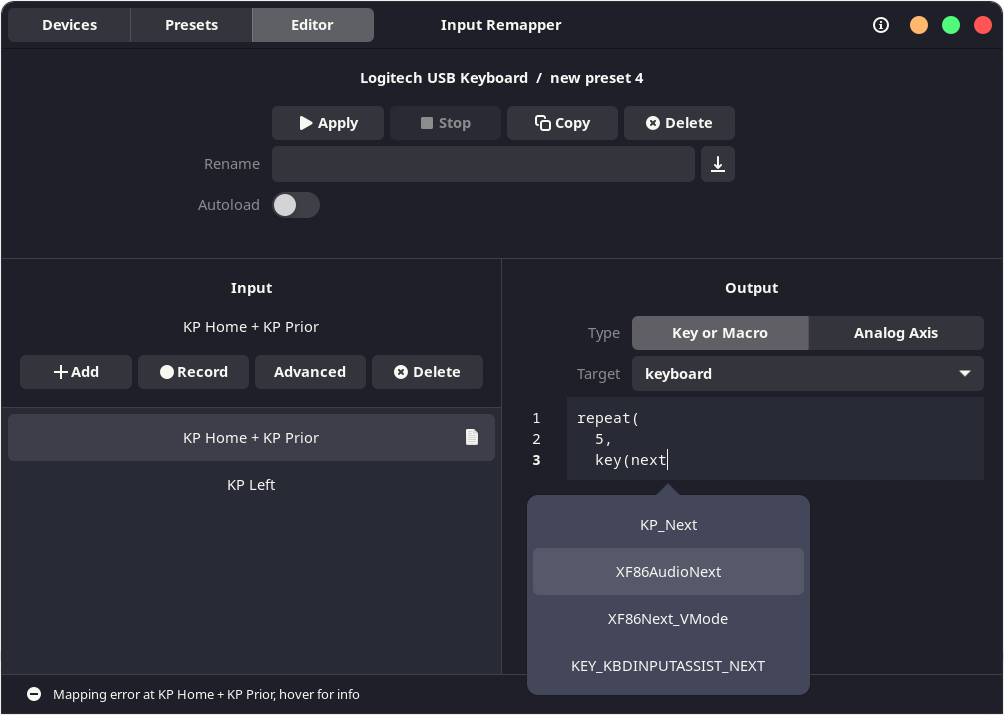 Devices Presets Editor Input Remapper
Logitech USB Keyboard / new preset 4
Apply Stop Copy Delete
Rename
Autoload
Input
KP Home + KP Prior
Add Record Advanced Delete
KP Home + KP Prior
KP Left
Output
Type Key or Macro Analog Axis
Target keyboard
1 repeat(
2 5,
3 key(next
KP_Next
XF86AudioNext
XF86Next_VMode
KEY_KBDINPUTASSIST_NEXT
Mapping error at KP Home + KP Prior, hover for info